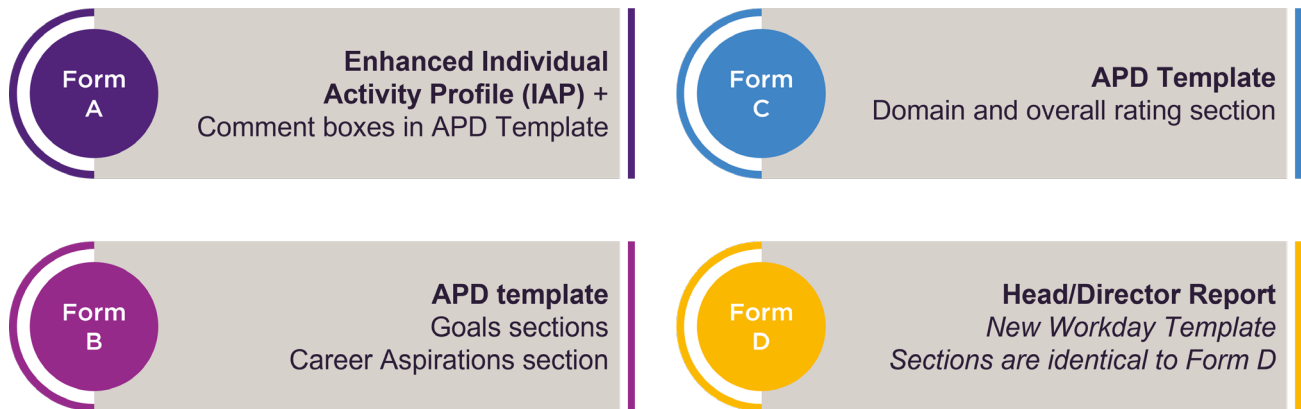 Form
A
Enhanced Individual
Activity Profile (IAP) +
Comment boxes in APD Template
Form
C
APD Template
Domain and overall rating section
Form
B
APD template
Goals sections
Career Aspirations section
Form
D
Head/Director Report
New Workday Template
Sections are identical to Form D